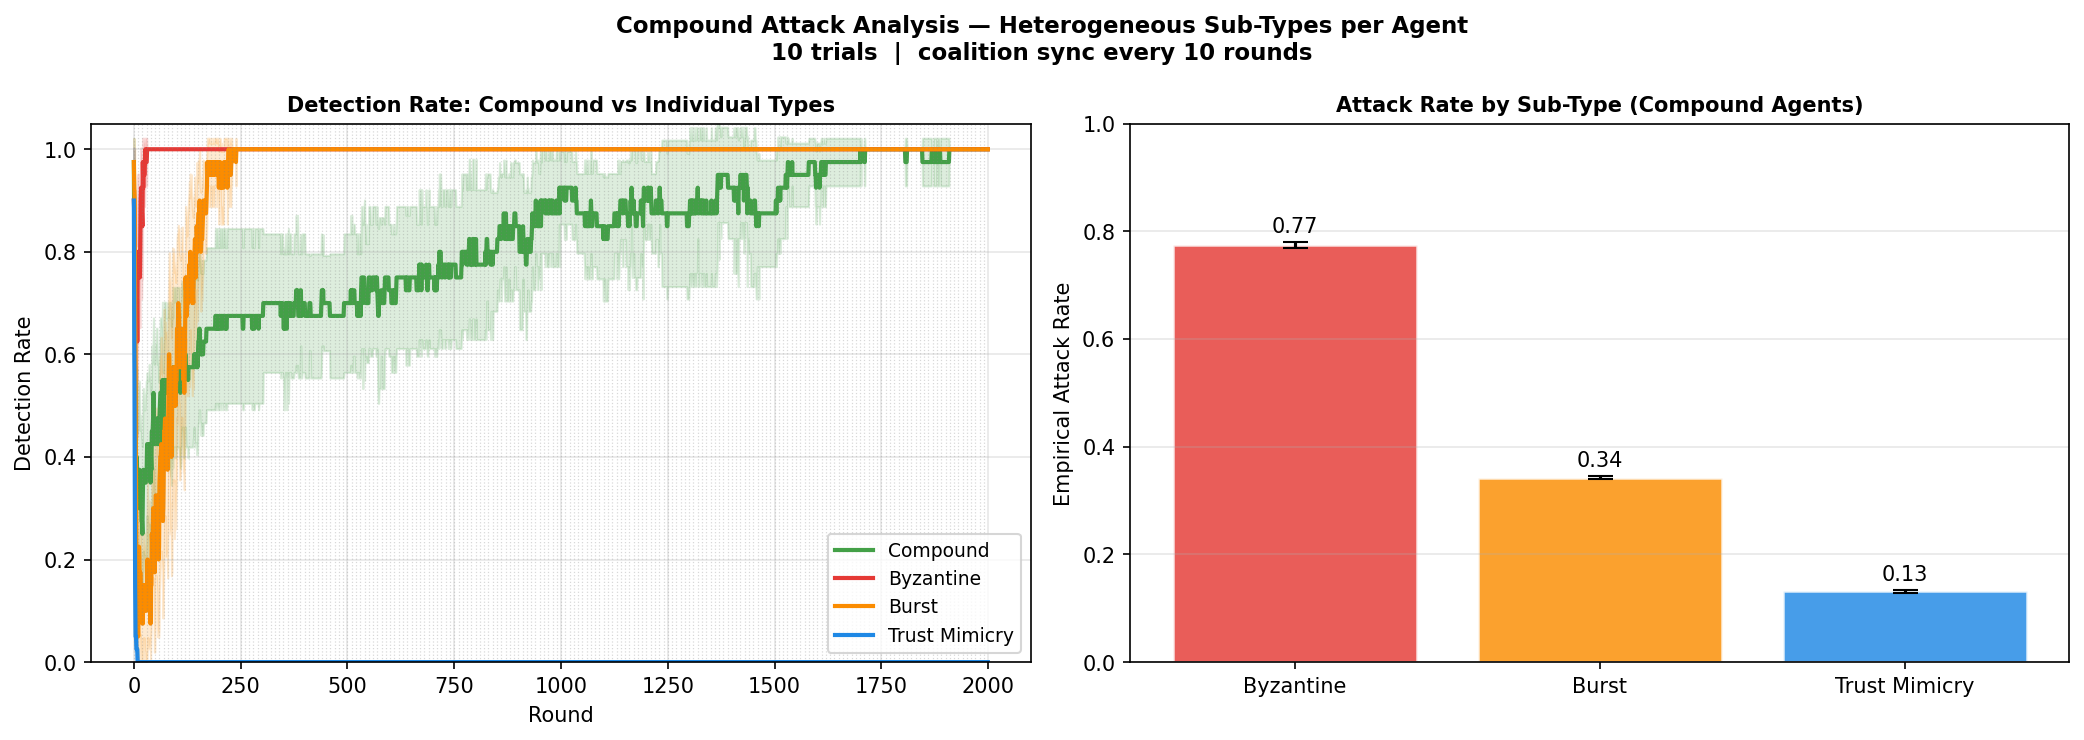 Compound Attack Analysis — Heterogeneous Sub-Types per Agent
10 trials | coalition sync every 10 rounds
Detection Rate: Compound vs Individual Types
Detection Rate
1.0
0.8
0.6
0.4
0.2
0.0
0 250 500 750 1000 1250 1500 1750 2000
Round
Compound
Byzantine
Burst
Trust Mimicry
Attack Rate by Sub-Type (Compound Agents)
Empirical Attack Rate
1.0
0.8
0.6
0.4
0.2
0.0
0.77
0.34
0.13
Byzantine Burst Trust Mimicry